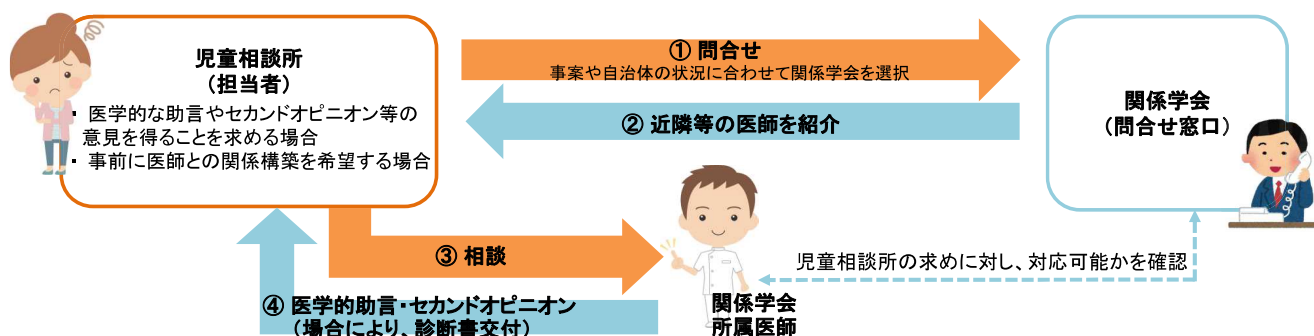 児童相談所
(担当者)
・ 医学的な助言やセカンドオピニオン等の
意見を得ることを求める場合
・ 事前に医師との関係構築を希望する場合
① 問合せ
事案や自治体の状況に合わせて関係学会を選択
② 近隣等の医師を紹介
関係学会
(問合せ窓口)
③ 相談
児童相談所の求めに対し、対応可能かを確認
④ 医学的助言・セカンドオピニオン
(場合により、診断書交付)
関係学会
所属医師